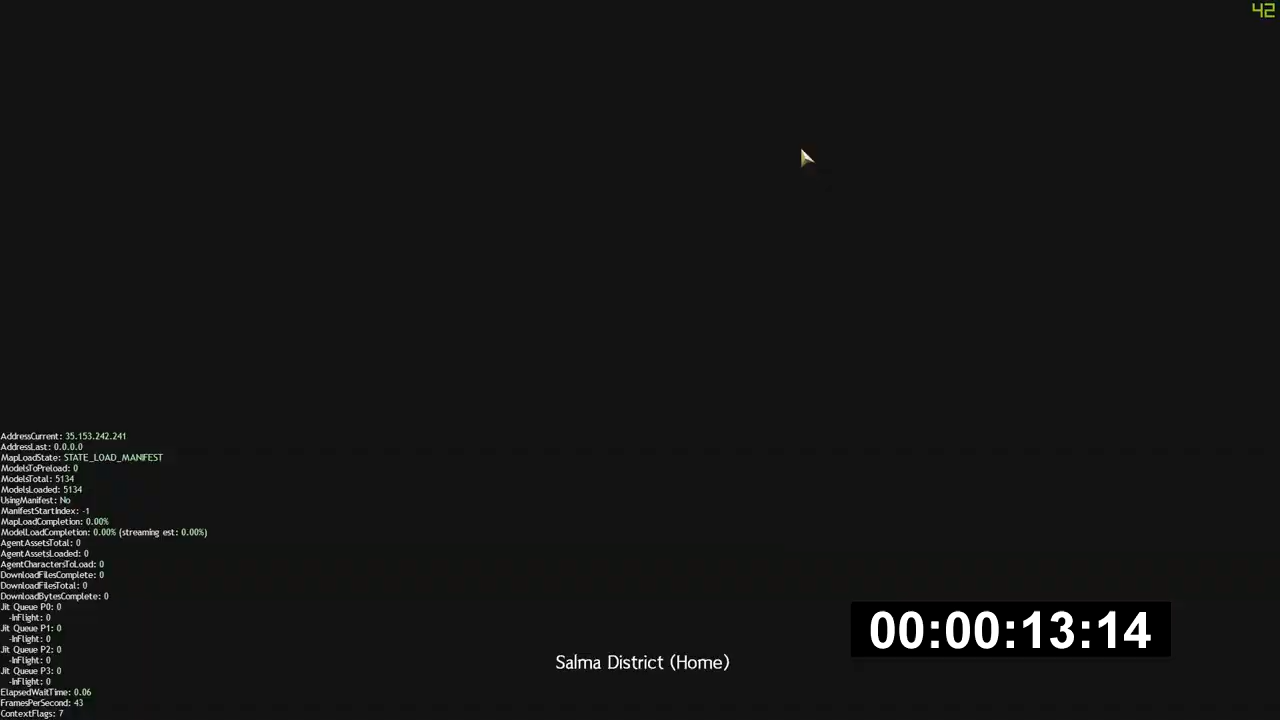 42
AddressCurrent: 35.153.242.241
AddressLast: 0.0.0.0
MapLoadState: STATE_LOAD_MANIFEST
ModelsToPreload: 0
ModelsTotal: 5134
ModelsLoaded: 5134
UsingManifest: No
ManifestStartIndex: -1
MapLoadCompletion: 0.00%
ModelLoadCompletion: 0.00% (streaming est: 0.00%)
AgentAssetsTotal: 0
AgentAssetsLoaded: 0
AgentCharactersToLoad: 0
DownloadFilesComplete: 0
DownloadFilesTotal: 0
DownloadBytesComplete: 0
Jit Queue P0: 0
-InFlight: 0
Jit Queue P1: 0
-InFlight: 0
Jit Queue P2: 0
-InFlight: 0
Jit Queue P3: 0
-InFlight: 0
ElapsedWaitTime: 0.06
FramesPerSecond: 43
ContextFlags: 7
00:00:13:14
Salma District (Home)